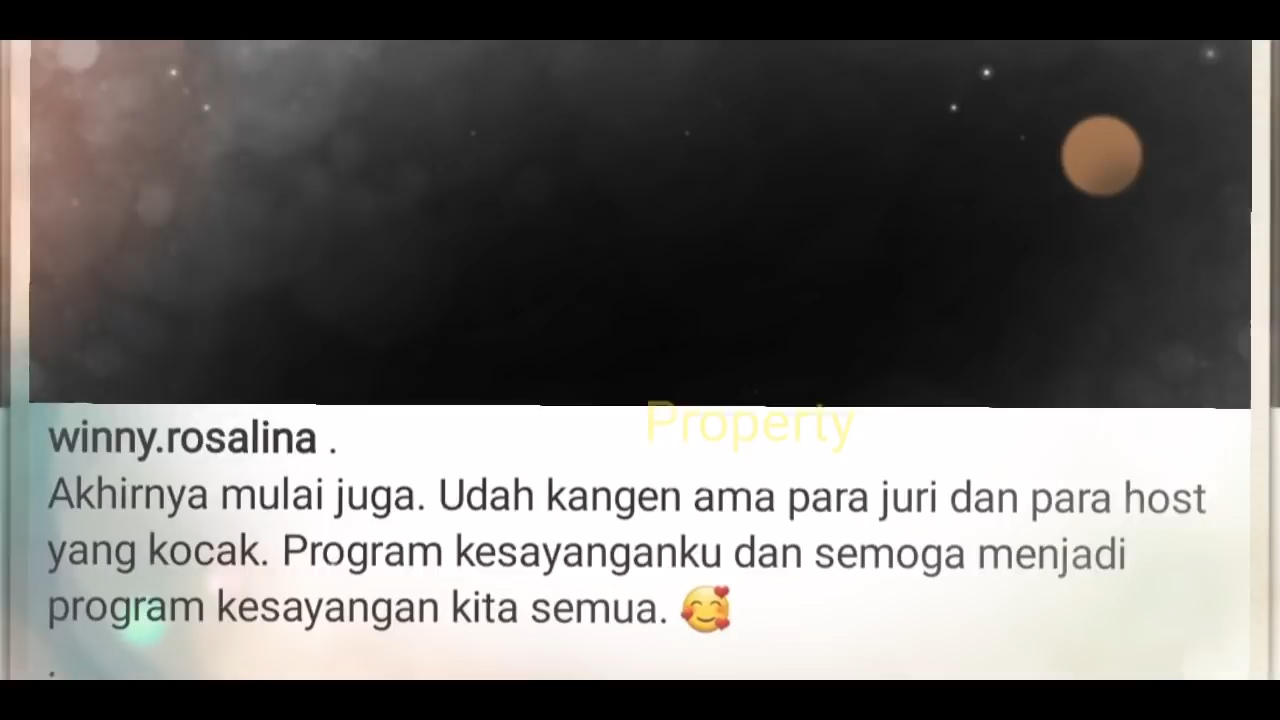 Property
winny.rosalina .
Akhirnya mulai juga. Udah kangen ama para juri dan para host
yang kocak. Program kesayanganku dan semoga menjadi
program kesayangan kita semua. 🥰
.